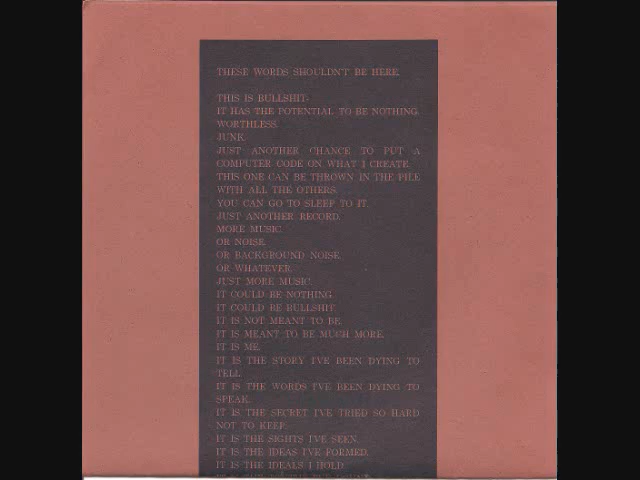 THESE WORDS SHOULDN'T BE HERE.
THIS IS BULLSHIT:
IT HAS THE POTENTIAL TO BE NOTHING.
WORTHLESS.
JUNK.
JUST ANOTHER CHANCE TO PUT A
COMPUTER CODE ON WHAT I CREATE.
THIS ONE CAN BE THROWN IN THE PILE
WITH ALL THE OTHERS.
YOU CAN GO TO SLEEP TO IT.
JUST ANOTHER RECORD.
MORE MUSIC
OR NOISE.
OR BACKGROUND NOISE.
OR WHATEVER.
JUST MORE MUSIC.
IT COULD BE NOTHING.
IT COULD BE BULLSHIT.
IT IS NOT MEANT TO BE.
IT IS MEANT TO BE MUCH MORE.
IT IS ME.
IT IS THE STORY I'VE BEEN DYING TO
TELL.
IT IS THE WORDS I'VE BEEN DYING TO
SPEAK.
IT IS THE SECRET I'VE TRIED SO HARD
NOT TO KEEP.
IT IS THE SIGHTS I'VE SEEN.
IT IS THE IDEAS I'VE FORMED.
IT IS THE IDEALS I HOLD.